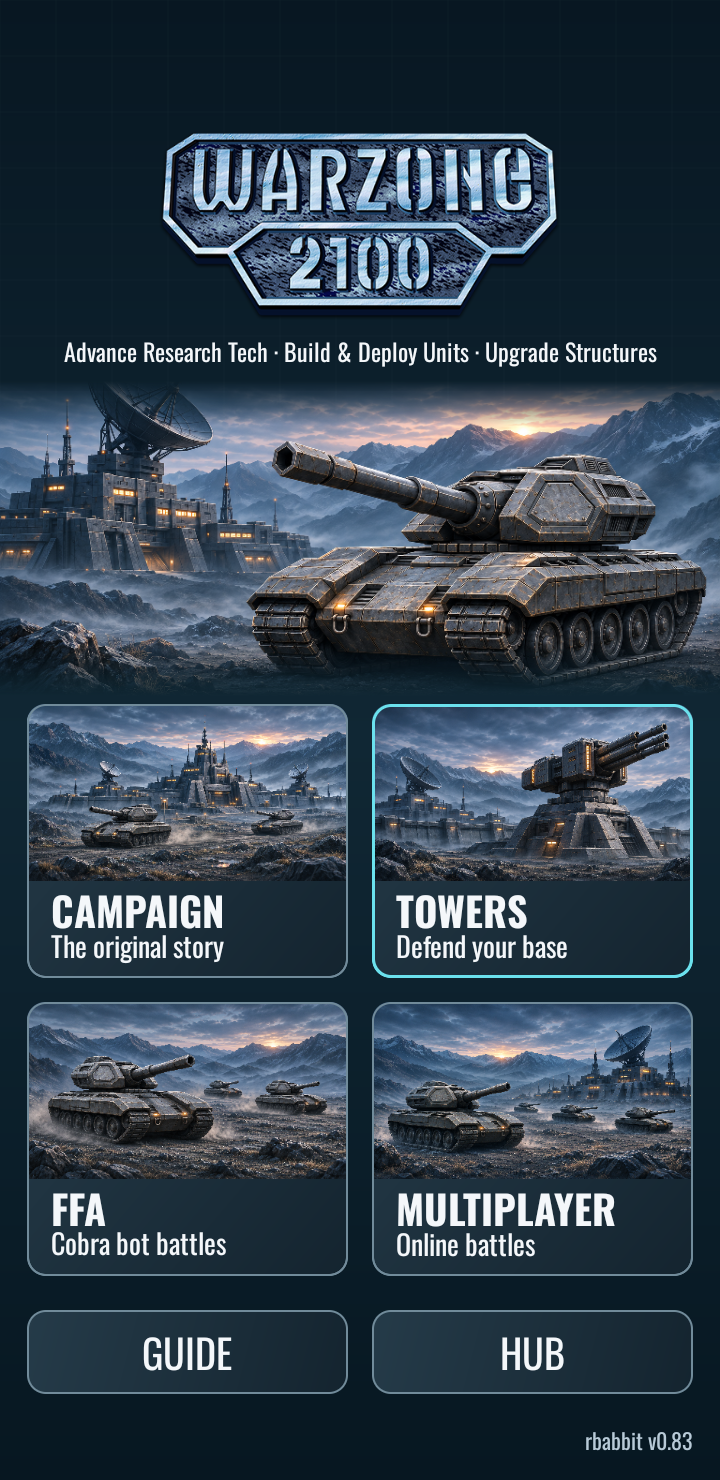 WARZONE
2100
Advance Research Tech · Build & Deploy Units · Upgrade Structures
CAMPAIGN
The original story
TOWERS
Defend your base
FFA
Cobra bot battles
MULTIPLAYER
Online battles
GUIDE
HUB
rbabbit v0.83